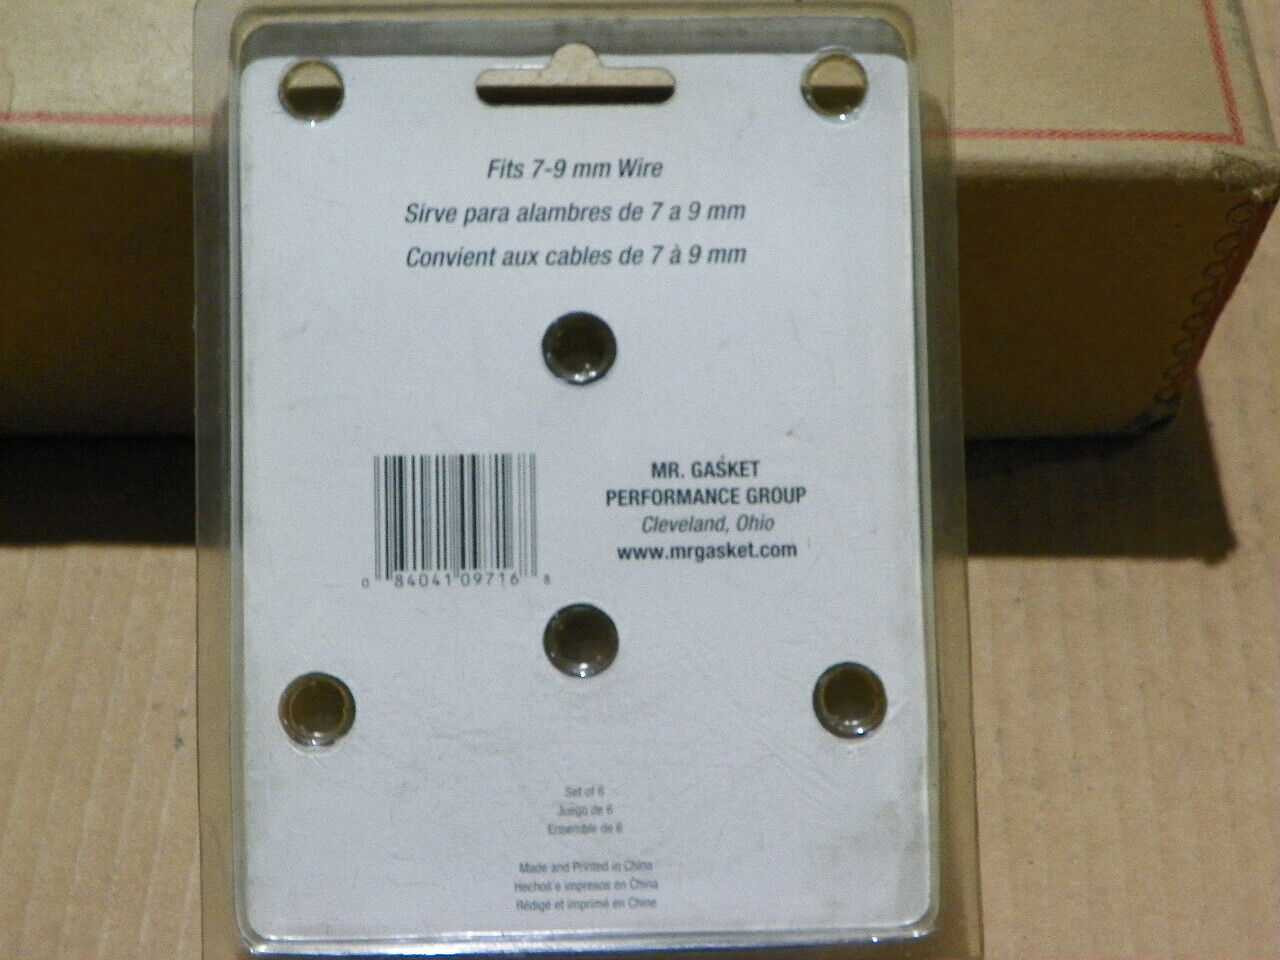 Fits 7-9 mm Wire
Sirve para alambres de 7 a 9 mm
Convient aux cables de 7 à 9 mm
MR. GASKET
PERFORMANCE GROUP
Cleveland, Ohio
www.mrgasket.com
0 84041 09716 8
Set of 6
Juego de 6
Ensemble de 6
Made and Printed in China
Hechos e impresos en China
Rédigé et imprimé en Chine